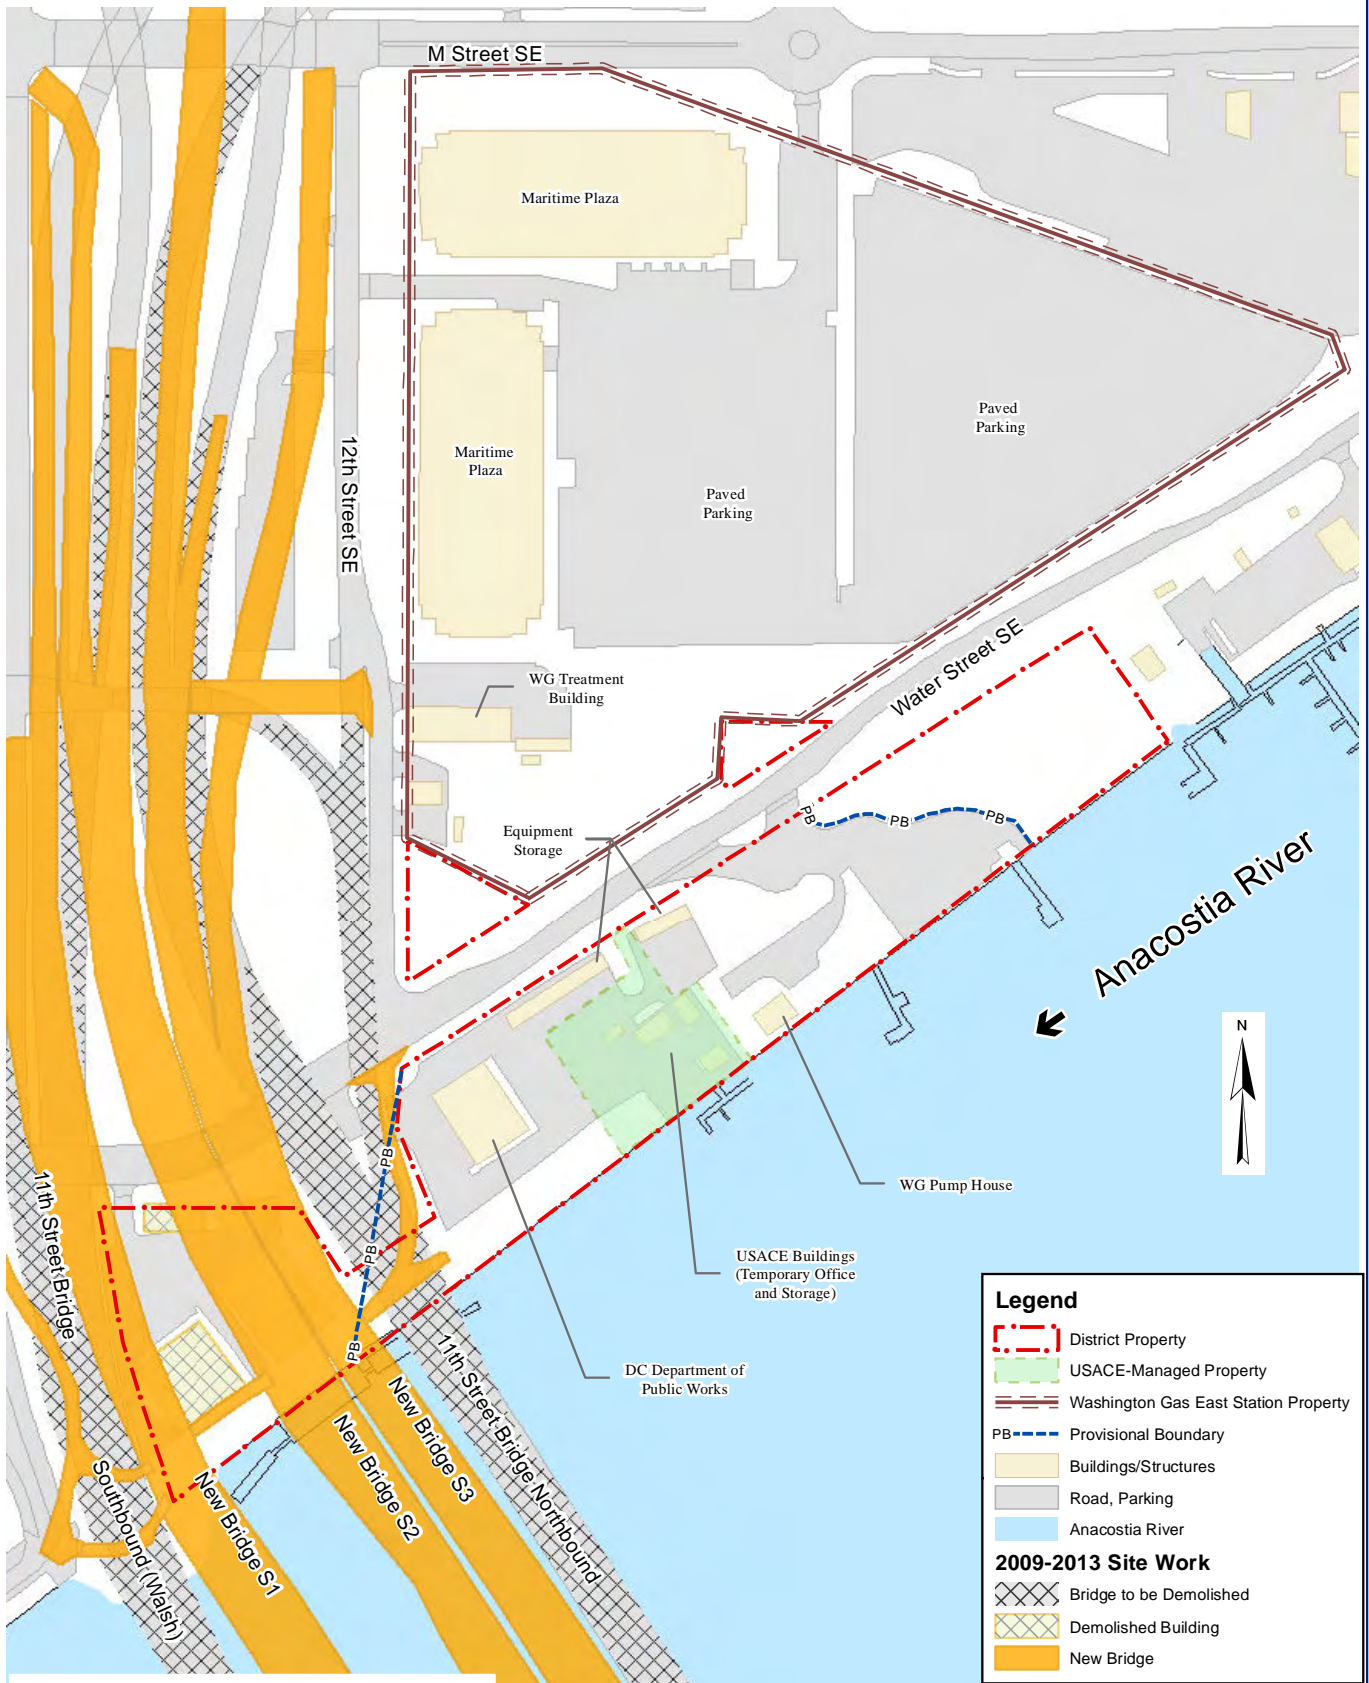 M Street SE
Maritime Plaza
12th Street SE
Maritime
Plaza
Paved
Parking
Paved
Parking
WG Treatment
Building
Water Street SE
Equipment
Storage
PB
PB
PB
Anacostia River
N
PB
PB
PB
WG Pump House
USACE Buildings
(Temporary Office
and Storage)
DC Department of
Public Works
11th Street Bridge
Southbound (Walsh)
New Bridge S1
New Bridge S2
New Bridge S3
11th Street Bridge Northbound
Legend
District Property
USACE-Managed Property
Washington Gas East Station Property
PB Provisional Boundary
Buildings/Structures
Road, Parking
Anacostia River
2009-2013 Site Work
Bridge to be Demolished
Demolished Building
New Bridge